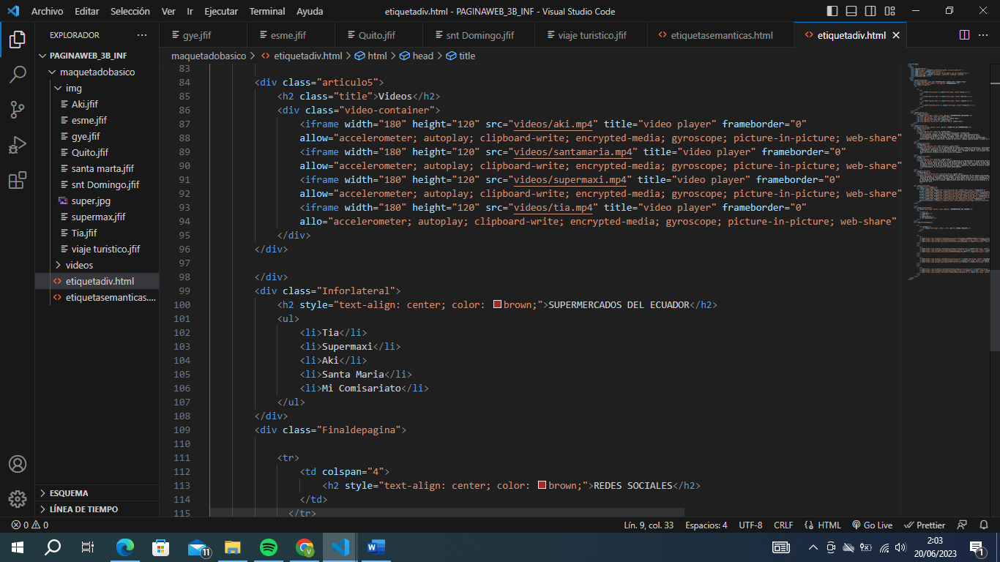 Archivo Editar Selección Ver Ir Ejecutar Terminal Ayuda
etiquetadiv.html - PAGINAWEB_3B_INF - Visual Studio Code
EXPLORADOR ···
PAGINAWEB_3B_INF
maquetadobasico
img
Aki.jfif
esme.jfif
gye.jfif
Quito.jfif
santa marta.jfif
snt Domingo.jfif
super.jpg
supermax.jfif
Tia.jfif
viaje turistico.jfif
videos
etiquetadiv.html
etiquetasemanticas....
ESQUEMA
LÍNEA DE TIEMPO
gye.jfif esme.jfif Quito.jfif snt Domingo.jfif viaje turistico.jfif etiquetasemanticas.html etiquetadiv.html
maquetadobasico > etiquetadiv.html > html > head > title
83
84 <div class="articulo5">
85 <h2 class="title">Videos</h2>
86 <div class="video-container">
87 <iframe width="180" height="120" src="videos/aki.mp4" title="video player" frameborder="0"
88 allow="accelerometer; autoplay; clipboard-write; encrypted-media; gyroscope; picture-in-picture; web-share"
89 <iframe width="180" height="120" src="videos/santamaria.mp4" title="video player" frameborder="0"
90 allow="accelerometer; autoplay; clipboard-write; encrypted-media; gyroscope; picture-in-picture; web-share"
91 <iframe width="180" height="120" src="videos/supermaxi.mp4" title="video player" frameborder="0"
92 allow="accelerometer; autoplay; clipboard-write; encrypted-media; gyroscope; picture-in-picture; web-share"
93 <iframe width="180" height="120" src="videos/tia.mp4" title="video player" frameborder="0"
94 allo="accelerometer; autoplay; clipboard-write; encrypted-media; gyroscope; picture-in-picture; web-share"
95 </div>
96 </div>
97
98 </div>
99 <div class="Inforlateral">
100 <h2 style="text-align: center; color: brown;">SUPERMERCADOS DEL ECUADOR</h2>
101 <ul>
102 <li>Tia</li>
103 <li>Supermaxi</li>
104 <li>Aki</li>
105 <li>Santa Maria</li>
106 <li>Mi Comisariato</li>
107 </ul>
108 </div>
109 <div class="Finaldepagina">
110
111 <tr>
112 <td colspan="4">
113 <h2 style="text-align: center; color: brown;">REDES SOCIALES</h2>
114 </td>
115 </tr>
0 0
Lín. 9, col. 33 Espacios: 4 UTF-8 CRLF HTML Go Live Prettier
11
V
2:03
20/06/2023
1